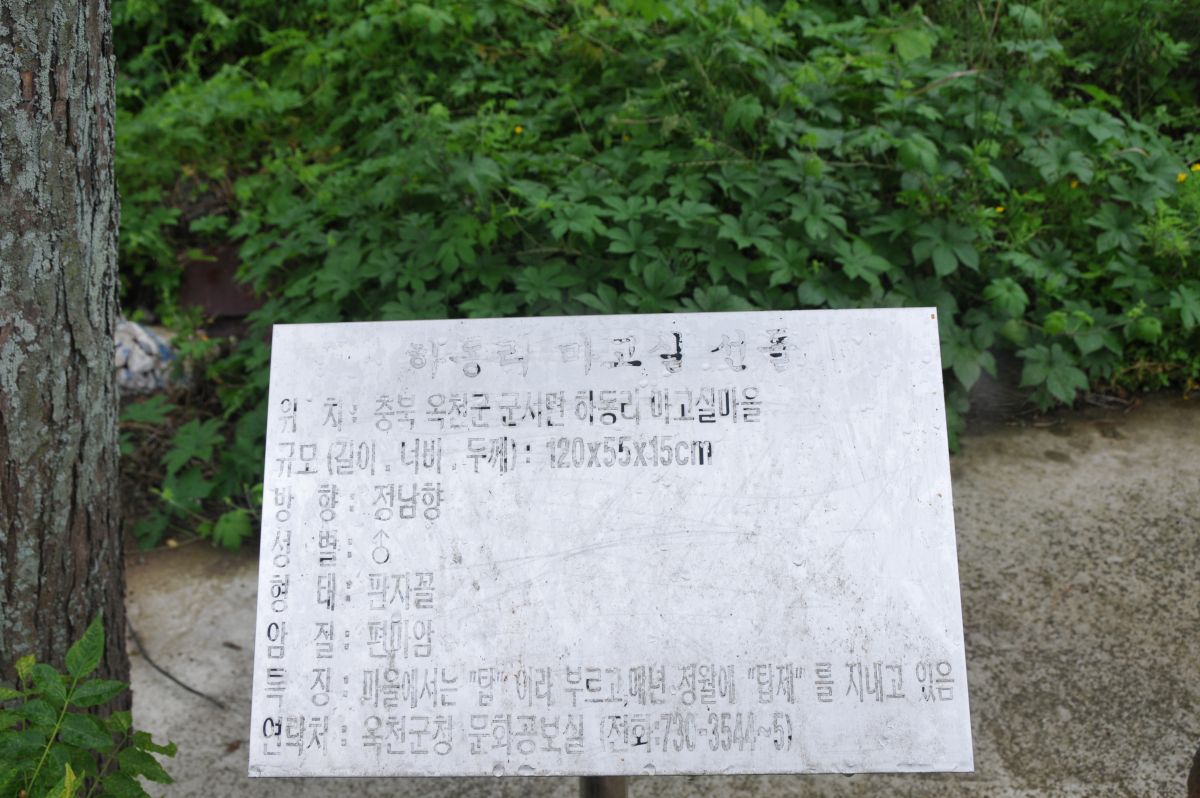 하동리 마고실 선돌
위 치 : 충북 옥천군 군서면 하동리 마고실마을
규모 (길이 . 너비 . 두께) : 120x55x15cm
방 향 : 정남향
성 별 : ♂
형 태 : 판자꼴
암 질 : 편마암
특 징 : 마을에서는 "탑" 이라 부르고,매년 정월에 "탑제" 를 지내고 있음
연락처 : 옥천군청 문화공보실 (전화:730-3544~5)